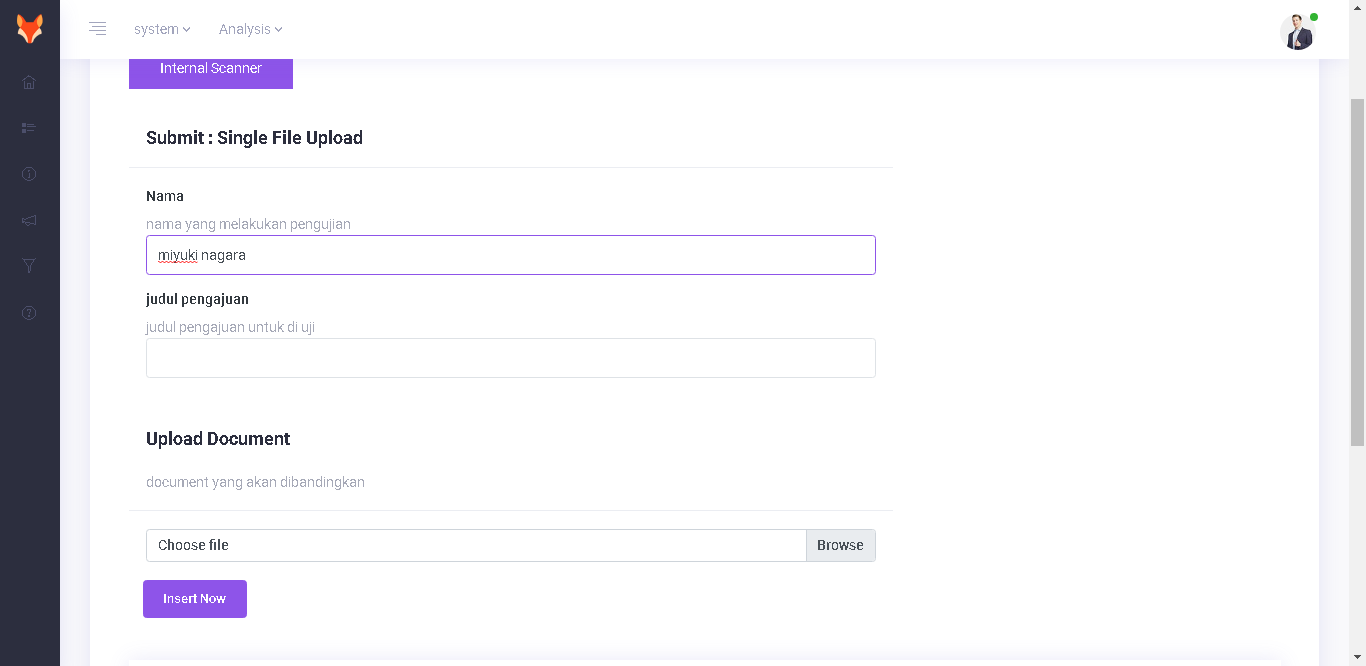 system Analysis
Internal Scanner
Submit : Single File Upload
Nama
nama yang melakukan pengujian
miyuki nagara
judul pengajuan
judul pengajuan untuk di uji
Upload Document
document yang akan dibandingkan
Choose file Browse
Insert Now